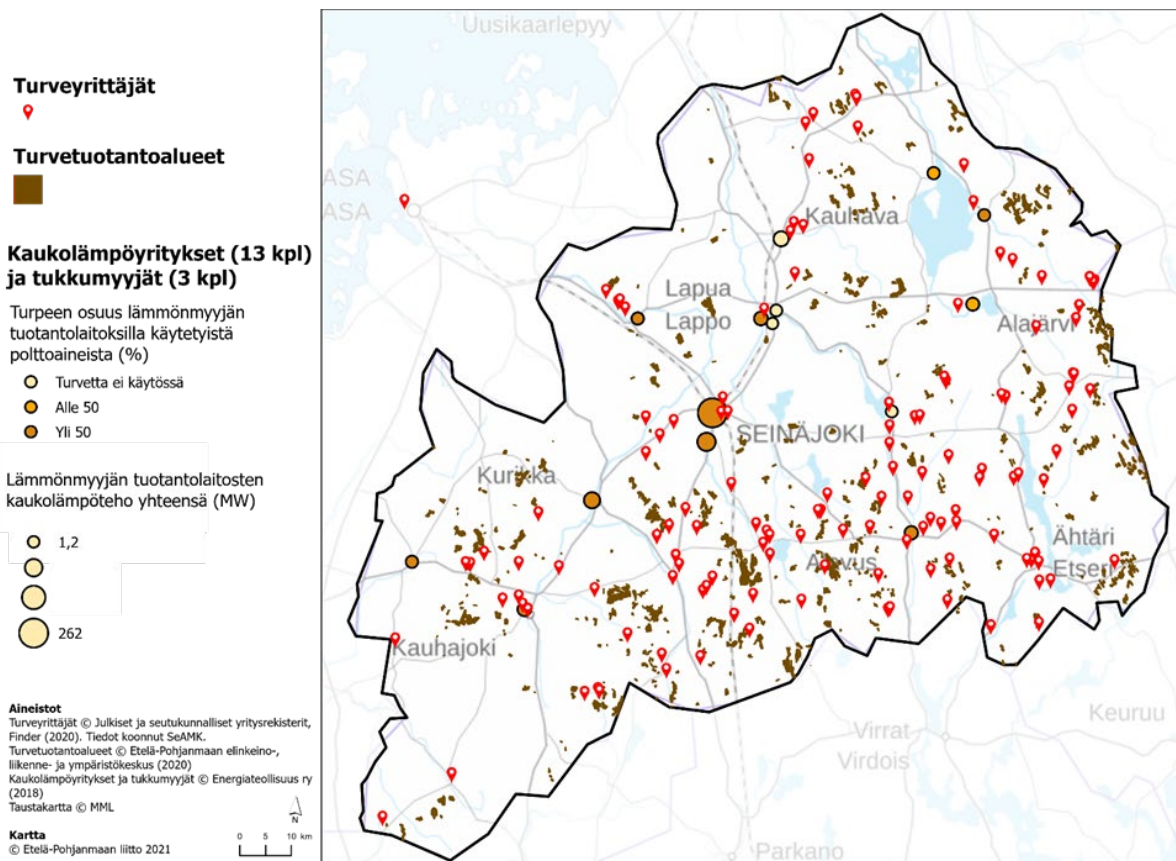 Turveyrittäjät
Turvetuotantoalueet
Kaukolämpöyritykset (13 kpl)
ja tukkumyyjät (3 kpl)
Turpeen osuus lämmönmyyjän
tuotantolaitoksilla käytetyistä
polttoaineista (%)
Turvetta ei käytössä
Alle 50
Yli 50
Lämmönmyyjän tuotantolaitosten
kaukolämpöteho yhteensä (MW)
1,2
262
Aineistot
Turveyrittäjät © Julkiset ja seutukunnalliset yritysrekisterit,
Finder (2020). Tiedot koonnut SeAMK.
Turvetuotantoalueet © Etelä-Pohjanmaan elinkeino-,
liikenne- ja ympäristökeskus (2020)
Kaukolämpöyritykset ja tukkumyyjät © Energiateollisuus ry
(2018)
Taustakartta © MML
Kartta
© Etelä-Pohjanmaan liitto 2021
N
0 5 10 km
Uusikaarlepyy
ASA
ASA
Kauhava
Lapua
Lappo
Alajärvi
SEINÄJOKI
Kurikka
Alavus
Ähtäri
Etseri
Kauhajoki
Keuruu
Virrat
Virdois
Parkano